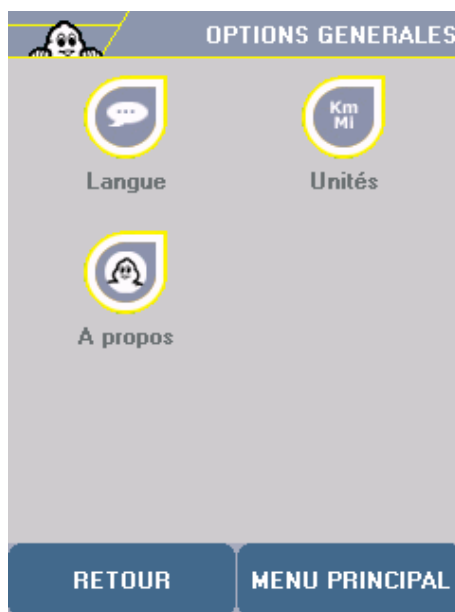 OPTIONS GENERALES
Km
Mi
Langue
Unités
A propos
RETOUR
MENU PRINCIPAL